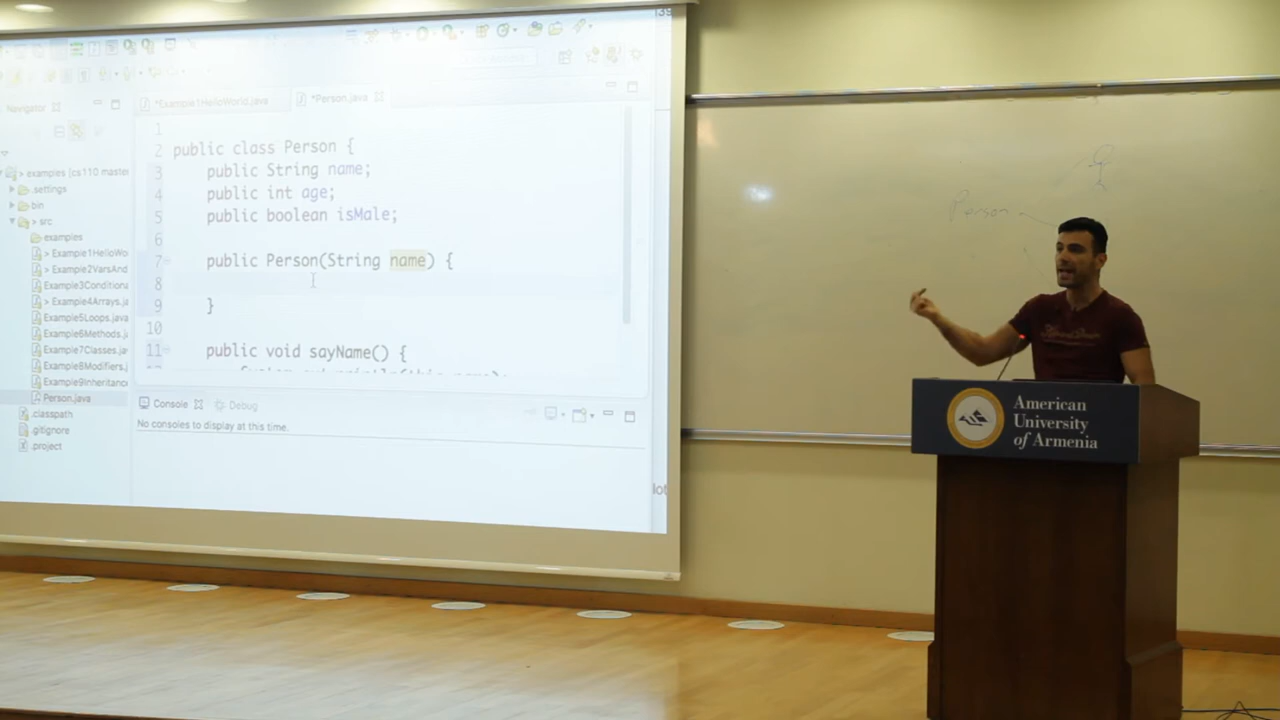 *Example1HelloWorld.java
*Person.java
Navigator
> examples [cs110 master
.settings
bin
> src
examples
> Example1HelloWo
> Example2VarsAnd
Example3Conditiona
> Example4Arrays.ja
Example5Loops.java
Example6Methods.j
Example7Classes.ja
Example8Modifiers.j
Example9Inheritance
Person.java
.classpath
.gitignore
.project
1
2 public class Person {
3 public String name;
4 public int age;
5 public boolean isMale;
6
7 public Person(String name) {
8
9 }
10
11 public void sayName() {
Console
Debug
No consoles to display at this time.
Person
American
University
of Armenia